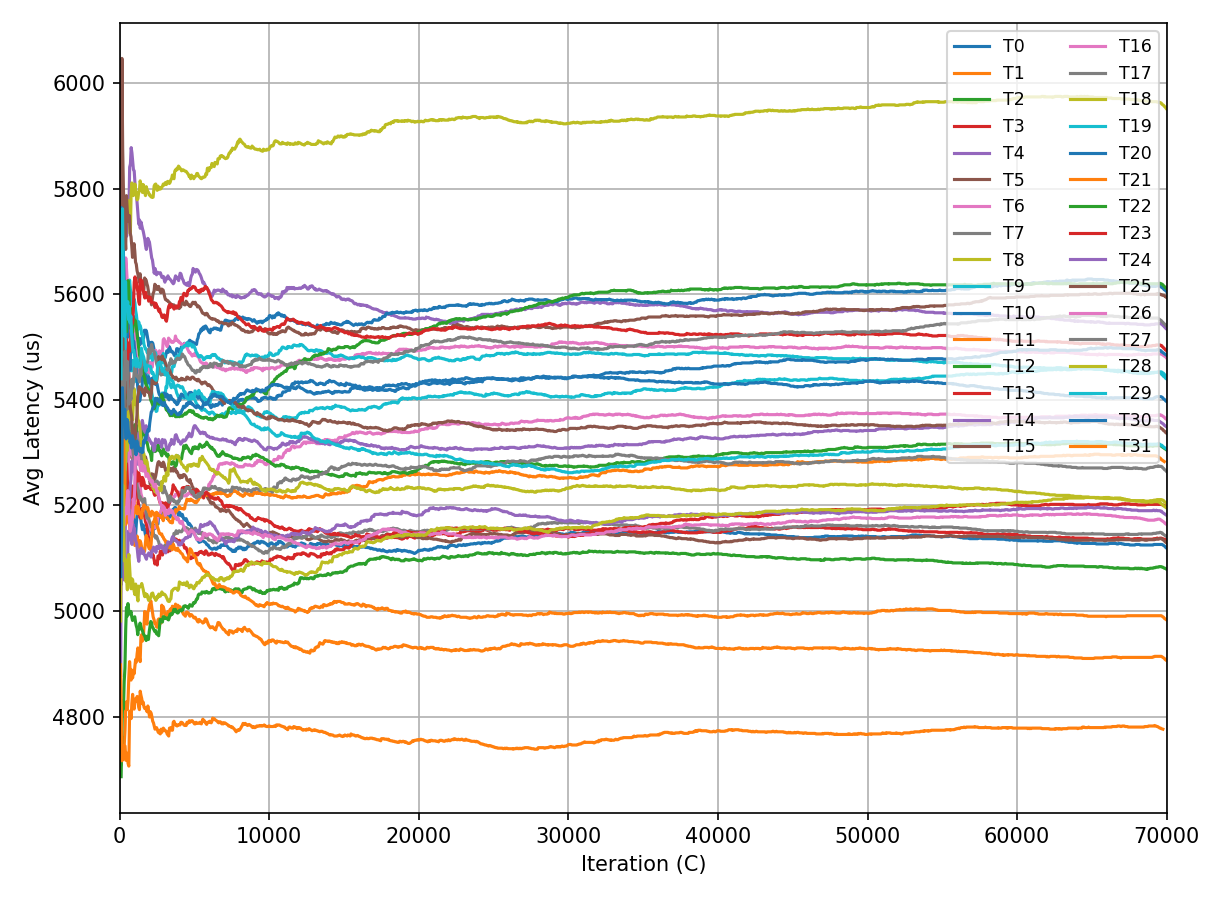 6000
5800
5600
5400
5200
5000
4800
Avg Latency (us)
0 10000 20000 30000 40000 50000 60000 70000
Iteration (C)
T0 T16
T1 T17
T2 T18
T3 T19
T4 T20
T5 T21
T6 T22
T7 T23
T8 T24
T9 T25
T10 T26
T11 T27
T12 T28
T13 T29
T14 T30
T15 T31